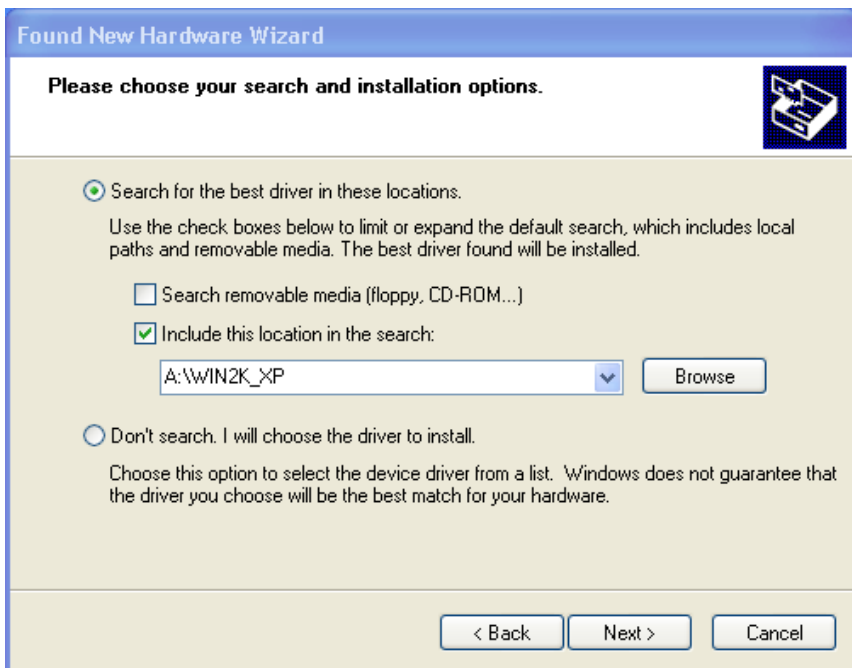 Found New Hardware Wizard
Please choose your search and installation options.
Search for the best driver in these locations.
Use the check boxes below to limit or expand the default search, which includes local
paths and removable media. The best driver found will be installed.
Search removable media (floppy, CD-ROM...)
Include this location in the search:
A:\WIN2K_XP
Browse
Don't search. I will choose the driver to install.
Choose this option to select the device driver from a list.  Windows does not guarantee that
the driver you choose will be the best match for your hardware.
< Back Next > Cancel